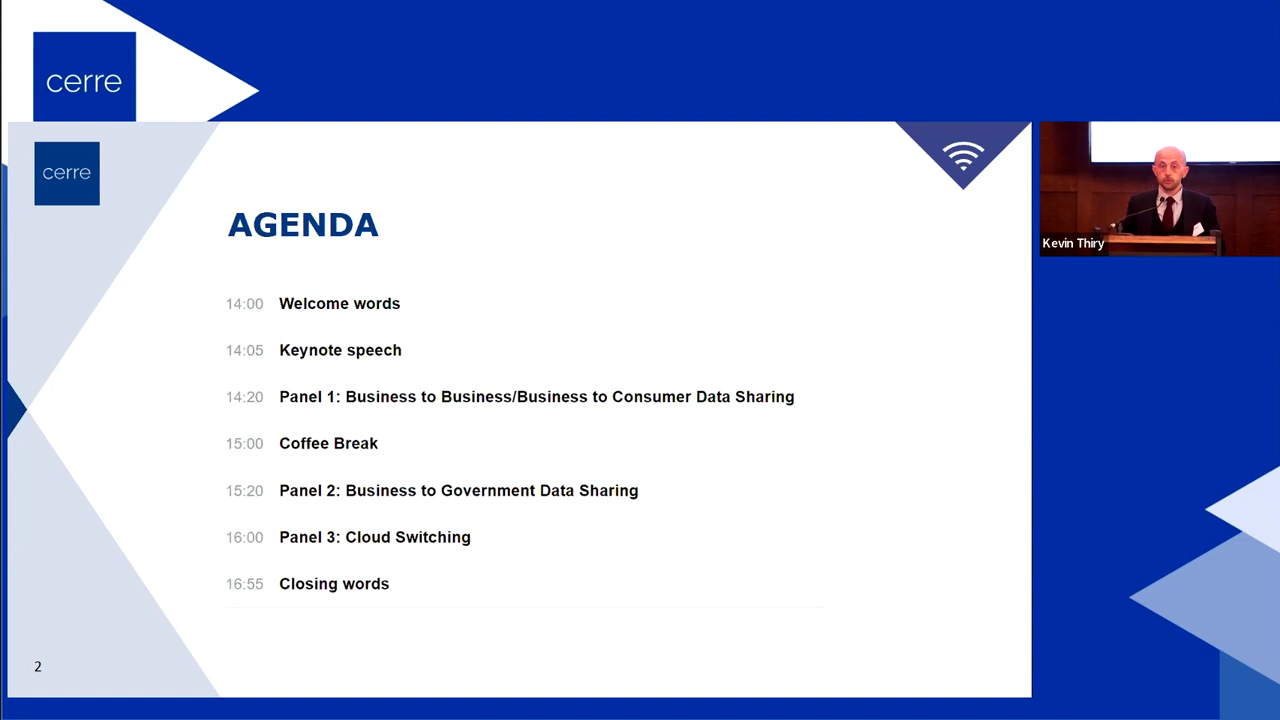 cerre
cerre
AGENDA
14:00 Welcome words
14:05 Keynote speech
14:20 Panel 1: Business to Business/Business to Consumer Data Sharing
15:00 Coffee Break
15:20 Panel 2: Business to Government Data Sharing
16:00 Panel 3: Cloud Switching
16:55 Closing words
2
Kevin Thiry